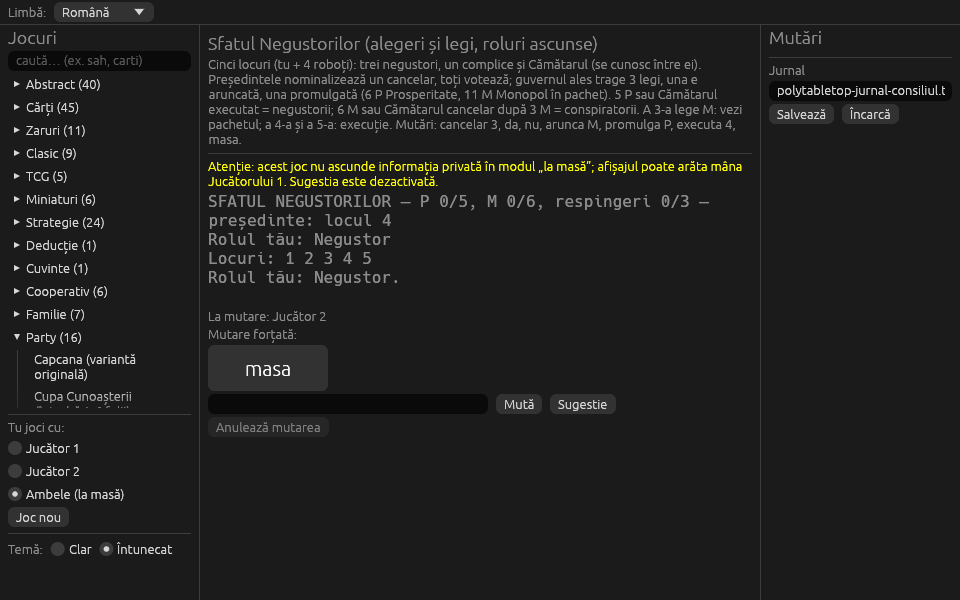 Limbă: Română
Jocuri
caută… (ex. sah, carti)
Abstract (40)
Cărți (45)
Zaruri (11)
Clasic (9)
TCG (5)
Miniaturi (6)
Strategie (24)
Deducție (1)
Cuvinte (1)
Cooperativ (6)
Familie (7)
Party (16)
Capcana (variantă
originală)
Cupa Cunoașterii
Tu joci cu:
Jucător 1
Jucător 2
Ambele (la masă)
Joc nou
Temă: Clar Întunecat
Sfatul Negustorilor (alegeri și legi, roluri ascunse)
Cinci locuri (tu + 4 roboți): trei negustori, un complice și Cămătarul (se cunosc între ei).
Președintele nominalizează un cancelar, toți votează; guvernul ales trage 3 legi, una e
aruncată, una promulgată (6 P Prosperitate, 11 M Monopol în pachet). 5 P sau Cămătarul
executat = negustorii; 6 M sau Cămătarul cancelar după 3 M = conspiratorii. A 3-a lege M: vezi
pachetul; a 4-a și a 5-a: execuție. Mutări: cancelar 3, da, nu, arunca M, promulga P, executa 4,
masa.
Atenție: acest joc nu ascunde informația privată în modul „la masă”; afișajul poate arăta mâna
Jucătorului 1. Sugestia este dezactivată.
SFATUL NEGUSTORILOR — P 0/5, M 0/6, respingeri 0/3 —
președinte: locul 4
Rolul tău: Negustor
Locuri: 1 2 3 4 5
Rolul tău: Negustor.
La mutare: Jucător 2
Mutare forțată:
masa
Mută Sugestie
Anulează mutarea
Mutări
Jurnal
polytabletop-jurnal-consiliul.t
Salvează Încarcă